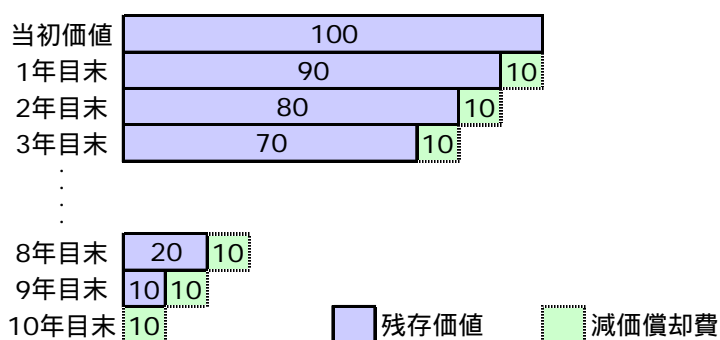 当初価値 100
1年目末 90 10
2年目末 80 10
3年目末 70 10
.
.
.
.
8年目末 20 10
9年目末 10 10
10年目末 10
残存価値 減価償却費